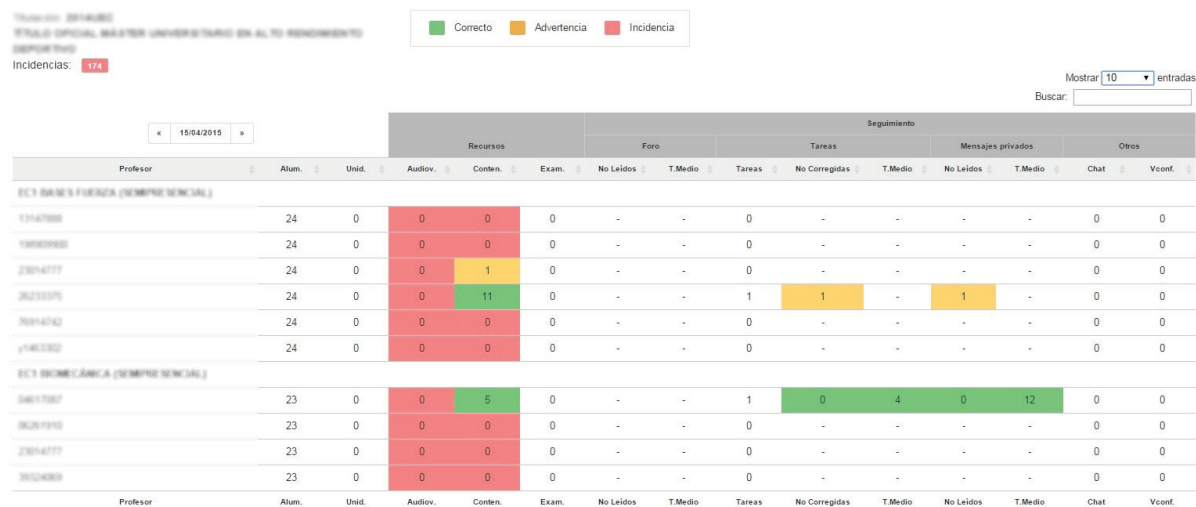 Correcto Advertencia Incidencia
Incidencias: 174
Mostrar 10 entradas
Buscar:
« 15/04/2015 »
Seguimiento
Recursos Foro Tareas Mensajes privados Otros
Profesor Alum. Unid. Audiov. Conten. Exam. No Leídos T.Medio Tareas No Corregidas T.Medio No Leídos T.Medio Chat Vconf.
24 0 0 0 0 - - 0 - - - - 0 0
24 0 0 0 0 - - 0 - - - - 0 0
24 0 0 1 0 - - 0 - - - - 0 0
24 0 0 11 0 - - 1 1 - 1 - 0 0
24 0 0 0 0 - - 0 - - - - 0 0
24 0 0 0 0 - - 0 - - - - 0 0
23 0 0 5 0 - - 1 0 4 0 12 0 0
23 0 0 0 0 - - 0 - - - - 0 0
23 0 0 0 0 - - 0 - - - - 0 0
23 0 0 0 0 - - 0 - - - - 0 0
Profesor Alum. Unid. Audiov. Conten. Exam. No Leídos T.Medio Tareas No Corregidas T.Medio No Leídos T.Medio Chat Vconf.